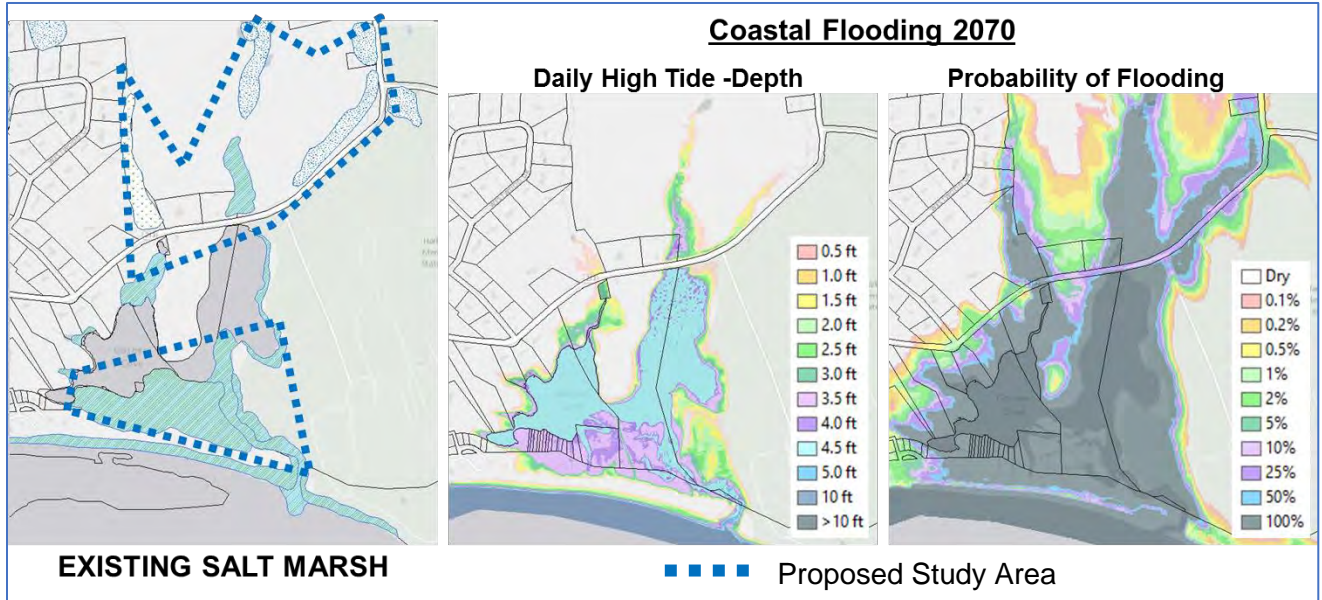 Coastal Flooding 2070
Daily High Tide -Depth
Probability of Flooding
0.5 ft
1.0 ft
1.5 ft
2.0 ft
2.5 ft
3.0 ft
3.5 ft
4.0 ft
4.5 ft
5.0 ft
10 ft
>10 ft
Dry
0.1%
0.2%
0.5%
1%
2%
5%
10%
25%
50%
100%
EXISTING SALT MARSH
Proposed Study Area